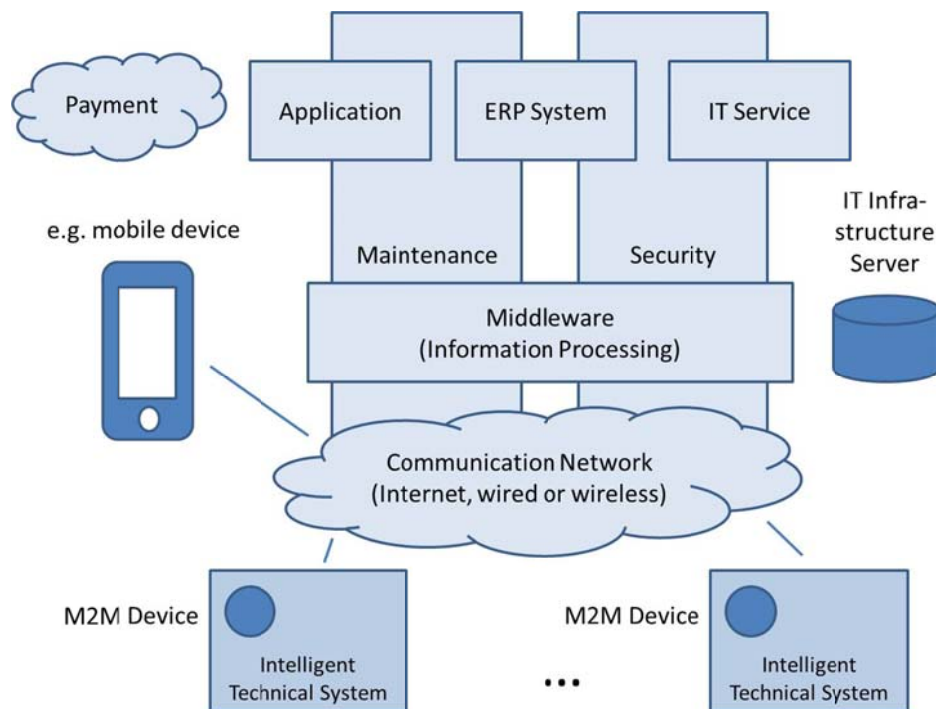 Payment
Application
ERP System
IT Service
e.g. mobile device
Maintenance
Security
IT Infra-
structure
Server
Middleware
(Information Processing)
Communication Network
(Internet, wired or wireless)
M2M Device
Intelligent
Technical System
...
M2M Device
Intelligent
Technical System